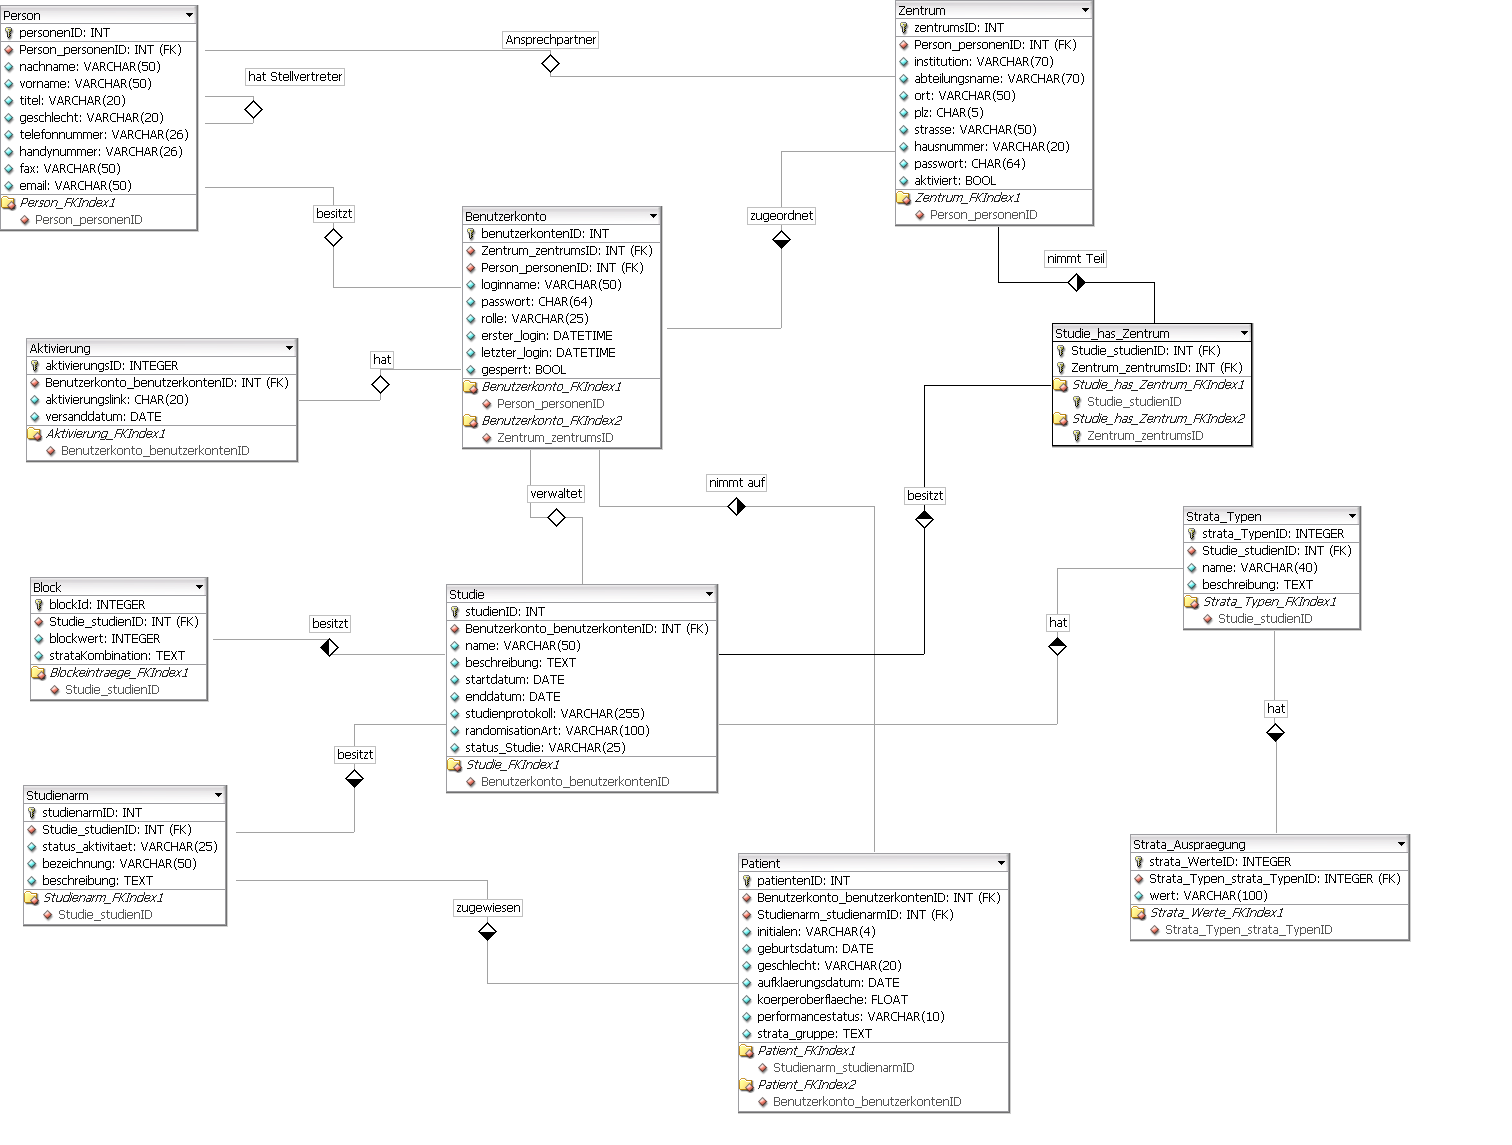 Person
personenID: INT
Person_personenID: INT (FK)
nachname: VARCHAR(50)
vorname: VARCHAR(50)
titel: VARCHAR(20)
geschlecht: VARCHAR(20)
telefonnummer: VARCHAR(26)
handynummer: VARCHAR(26)
fax: VARCHAR(50)
email: VARCHAR(50)
Person_FKIndex1
Person_personenID
Ansprechpartner
hat Stellvertreter
besitzt
Zentrum
zentrumsID: INT
Person_personenID: INT (FK)
institution: VARCHAR(70)
abteilungsname: VARCHAR(70)
ort: VARCHAR(50)
plz: CHAR(5)
strasse: VARCHAR(50)
hausnummer: VARCHAR(20)
passwort: CHAR(64)
aktiviert: BOOL
Zentrum_FKIndex1
Person_personenID
zugeordnet
nimmt Teil
Benutzerkonto
benutzerkontenID: INT
Zentrum_zentrumsID: INT (FK)
Person_personenID: INT (FK)
loginname: VARCHAR(50)
passwort: CHAR(64)
rolle: VARCHAR(25)
erster_login: DATETIME
letzter_login: DATETIME
gesperrt: BOOL
Benutzerkonto_FKIndex1
Person_personenID
Benutzerkonto_FKIndex2
Zentrum_zentrumsID
Aktivierung
aktivierungsID: INTEGER
Benutzerkonto_benutzerkontenID: INT (FK)
aktivierungslink: CHAR(20)
versanddatum: DATE
Aktivierung_FKIndex1
Benutzerkonto_benutzerkontenID
hat
Studie_has_Zentrum
Studie_studienID: INT (FK)
Zentrum_zentrumsID: INT (FK)
Studie_has_Zentrum_FKIndex1
Studie_studienID
Studie_has_Zentrum_FKIndex2
Zentrum_zentrumsID
verwaltet
nimmt auf
besitzt
Strata_Typen
strata_TypenID: INTEGER
Studie_studienID: INT (FK)
name: VARCHAR(40)
beschreibung: TEXT
Strata_Typen_FKIndex1
Studie_studienID
Block
blockId: INTEGER
Studie_studienID: INT (FK)
blockwert: INTEGER
strataKombination: TEXT
Blockeintraege_FKIndex1
Studie_studienID
besitzt
Studie
studienID: INT
Benutzerkonto_benutzerkontenID: INT (FK)
name: VARCHAR(50)
beschreibung: TEXT
startdatum: DATE
enddatum: DATE
studienprotokoll: VARCHAR(255)
randomisationArt: VARCHAR(100)
status_Studie: VARCHAR(25)
Studie_FKIndex1
Benutzerkonto_benutzerkontenID
hat
hat
besitzt
Studienarm
studienarmID: INT
Studie_studienID: INT (FK)
status_aktivitaet: VARCHAR(25)
bezeichnung: VARCHAR(50)
beschreibung: TEXT
Studienarm_FKIndex1
Studie_studienID
zugewiesen
Patient
patientenID: INT
Benutzerkonto_benutzerkontenID: INT (FK)
Studienarm_studienarmID: INT (FK)
initialen: VARCHAR(4)
geburtsdatum: DATE
geschlecht: VARCHAR(20)
aufklaerungsdatum: DATE
koerperoberflaeche: FLOAT
performancestatus: VARCHAR(10)
strata_gruppe: TEXT
Patient_FKIndex1
Studienarm_studienarmID
Patient_FKIndex2
Benutzerkonto_benutzerkontenID
Strata_Auspraegung
strata_WerteID: INTEGER
Strata_Typen_strata_TypenID: INTEGER (FK)
wert: VARCHAR(100)
Strata_Werte_FKIndex1
Strata_Typen_strata_TypenID